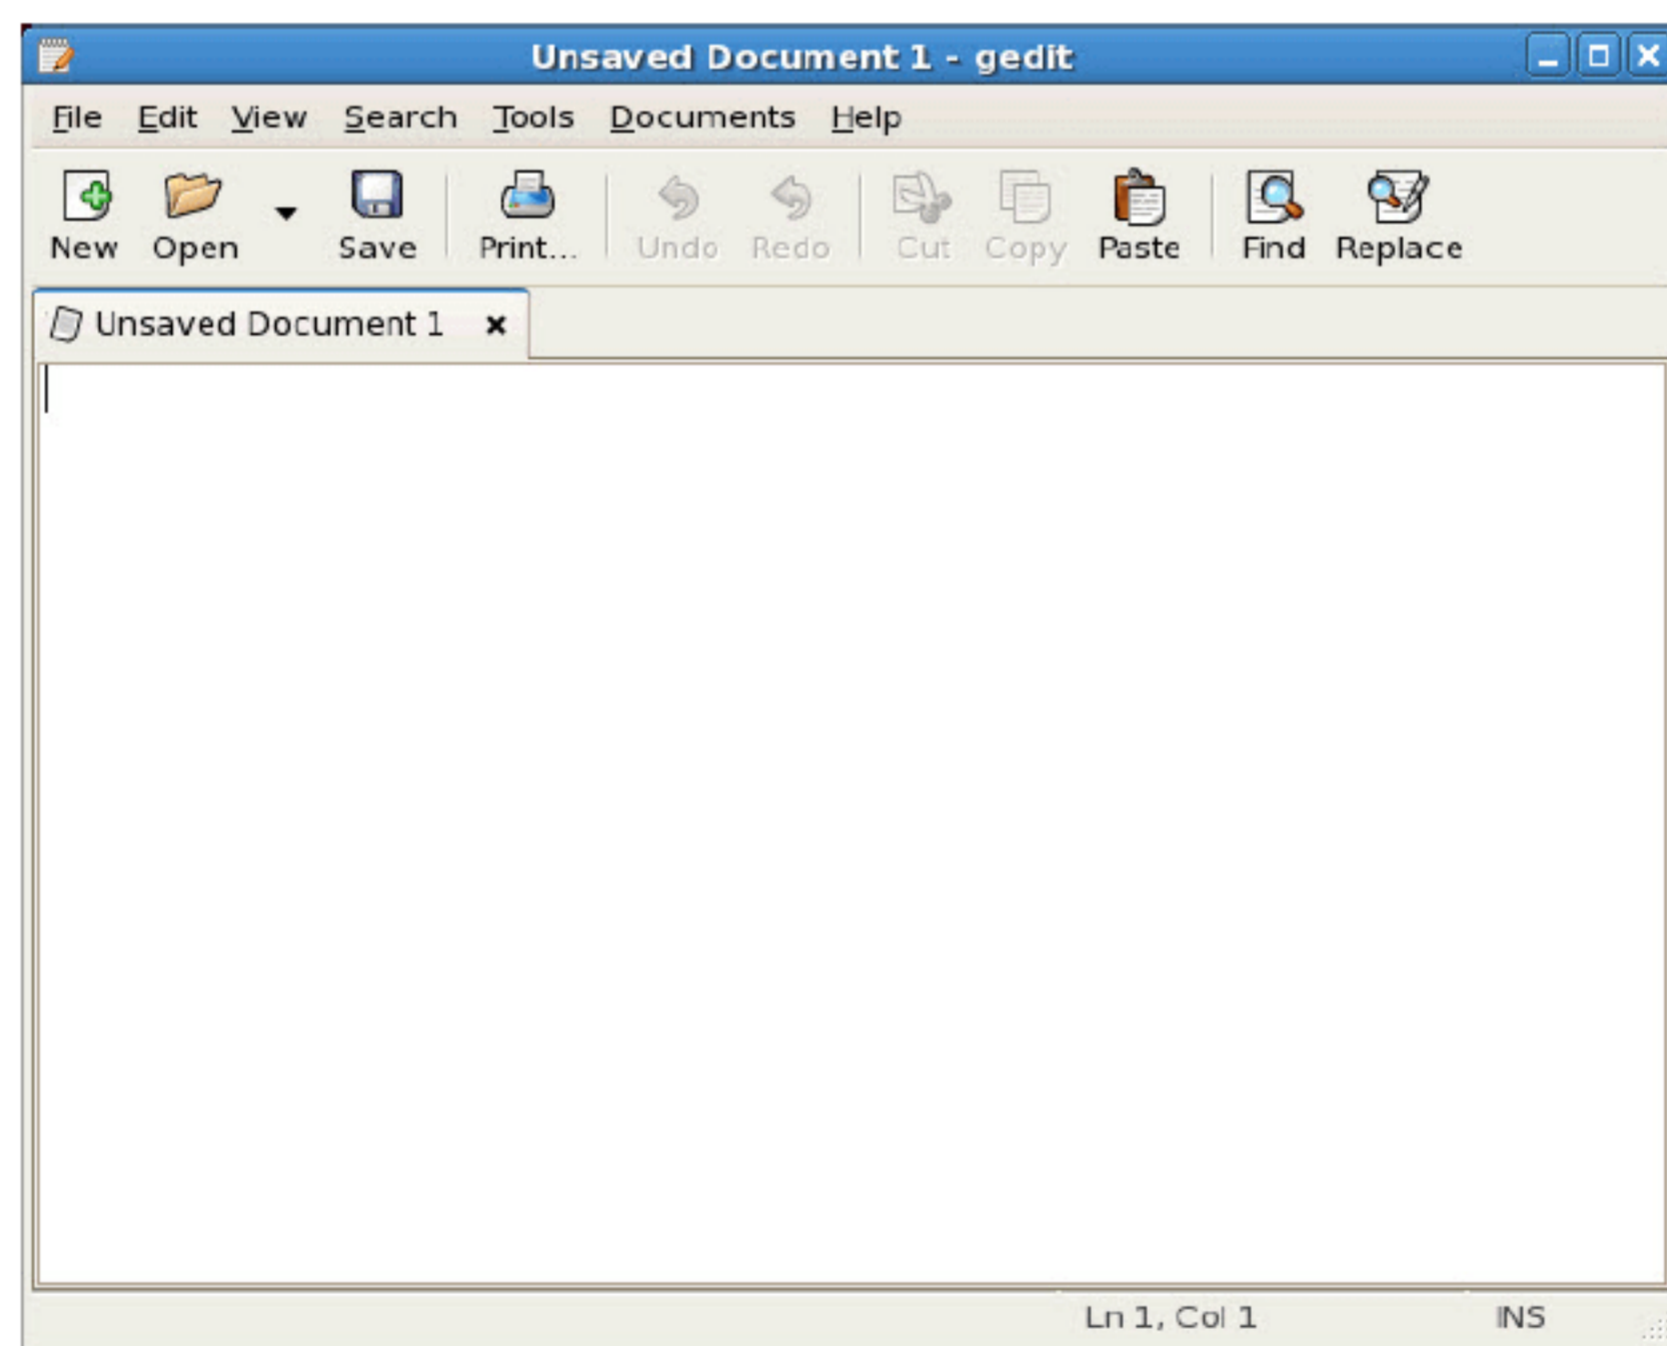 Unsaved Document 1 - gedit
File Edit View Search Tools Documents Help
New Open Save Print... Undo Redo Cut Copy Paste Find Replace
Unsaved Document 1
Ln 1, Col 1 INS